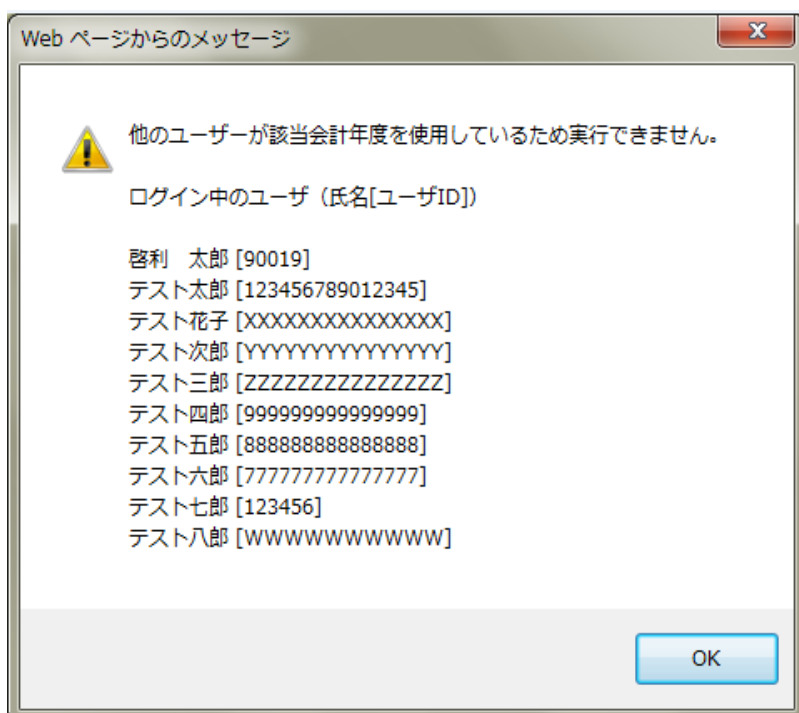 Web ページからのメッセージ
他のユーザーが該当会計年度を使用しているため実行できません。
ログイン中のユーザ（氏名[ユーザID]）
啓利　太郎 [90019]
テスト太郎 [123456789012345]
テスト花子 [XXXXXXXXXXXXXXX]
テスト次郎 [YYYYYYYYYYYYYYY]
テスト三郎 [ZZZZZZZZZZZZZZZ]
テスト四郎 [999999999999999]
テスト五郎 [888888888888888]
テスト六郎 [777777777777777]
テスト七郎 [123456]
テスト八郎 [WWWWWWWWWW]
OK